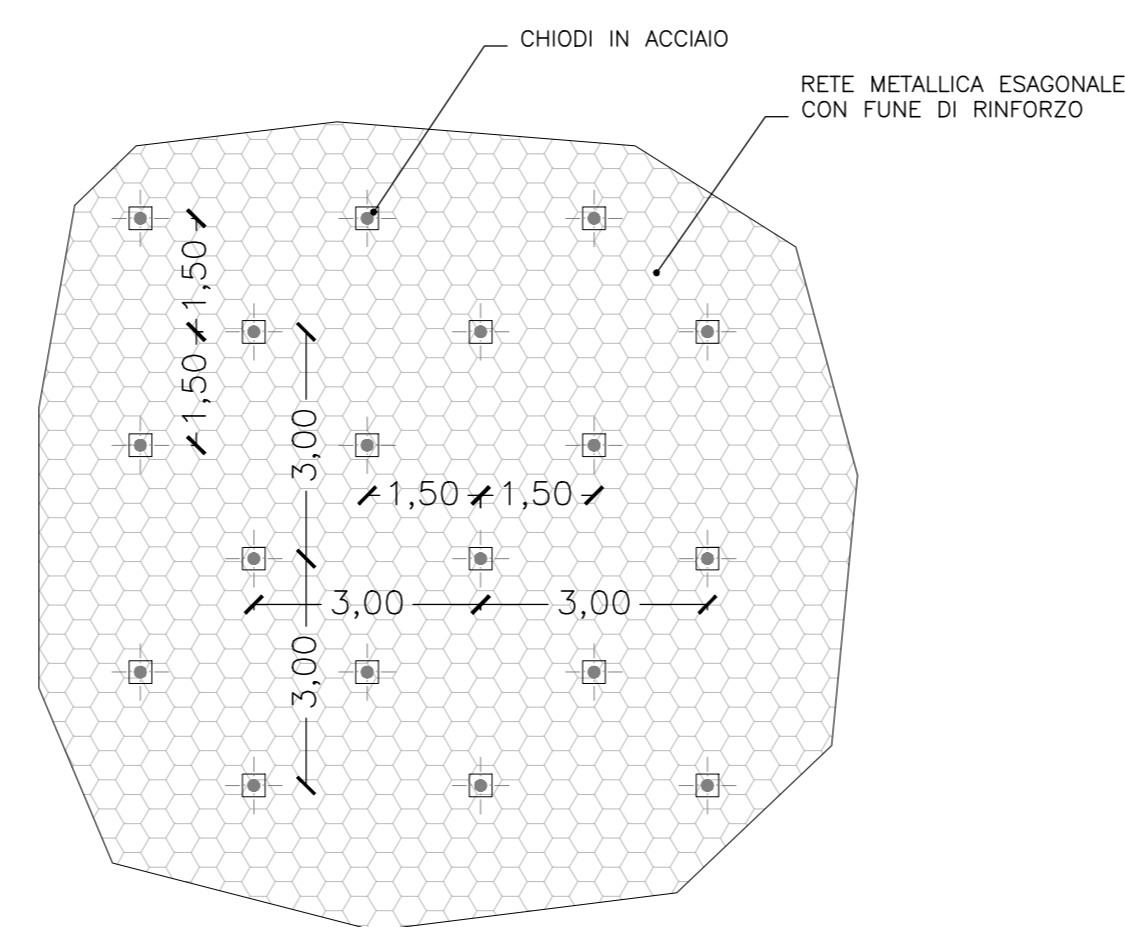 CHIODI IN ACCIAIO
RETE METALLICA ESAGONALE
CON FUNE DI RINFORZO
1,50
1,50
3,00
1,50
1,50
3,00
3,00
3,00